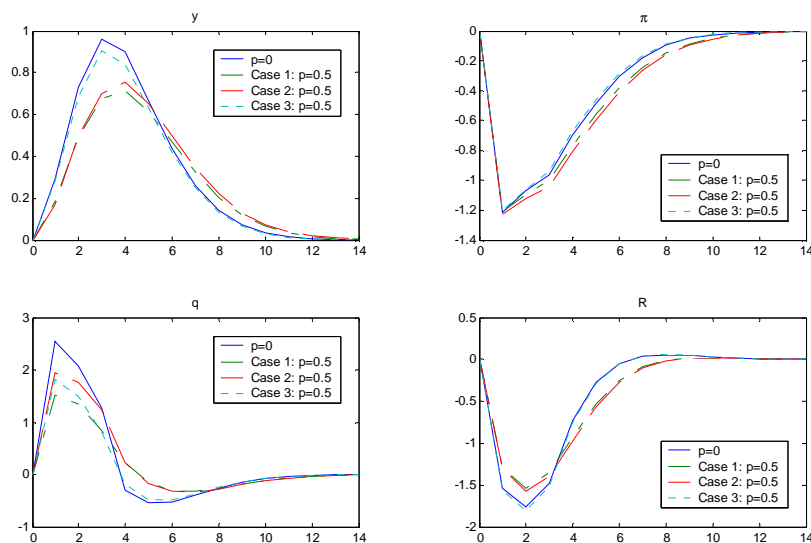 y
1
0.8
0.6
0.4
0.2
0
0 2 4 6 8 10 12 14
p=0
Case 1: p=0.5
Case 2: p=0.5
Case 3: p=0.5
π
0
-0.2
-0.4
-0.6
-0.8
-1
-1.2
-1.4
0 2 4 6 8 10 12 14
p=0
Case 1: p=0.5
Case 2: p=0.5
Case 3: p=0.5
q
3
2
1
0
-1
0 2 4 6 8 10 12 14
p=0
Case 1: p=0.5
Case 2: p=0.5
Case 3: p=0.5
R
0.5
0
-0.5
-1
-1.5
-2
0 2 4 6 8 10 12 14
p=0
Case 1: p=0.5
Case 2: p=0.5
Case 3: p=0.5